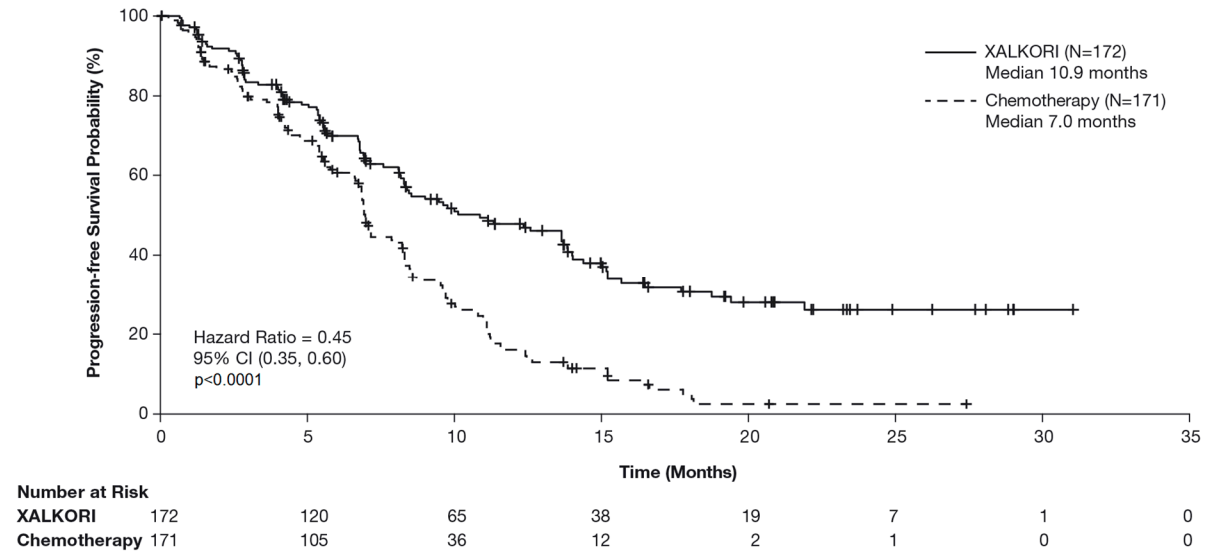 100
80
60
40
20
0
Progression-free Survival Probability (%)
XALKORI (N=172)
Median 10.9 months
Chemotherapy (N=171)
Median 7.0 months
Hazard Ratio = 0.45
95% CI (0.35, 0.60)
p<0.0001
0 5 10 15 20 25 30 35
Time (Months)
Number at Risk
XALKORI 172 120 65 38 19 7 1 0
Chemotherapy 171 105 36 12 2 1 0 0